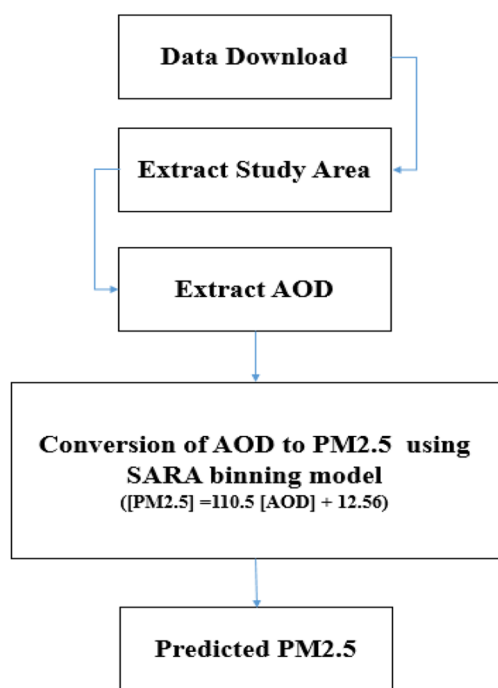 Data Download
Extract Study Area
Extract AOD
Conversion of AOD to PM2.5 using
SARA binning model
([PM2.5] =110.5 [AOD] + 12.56)
Predicted PM2.5